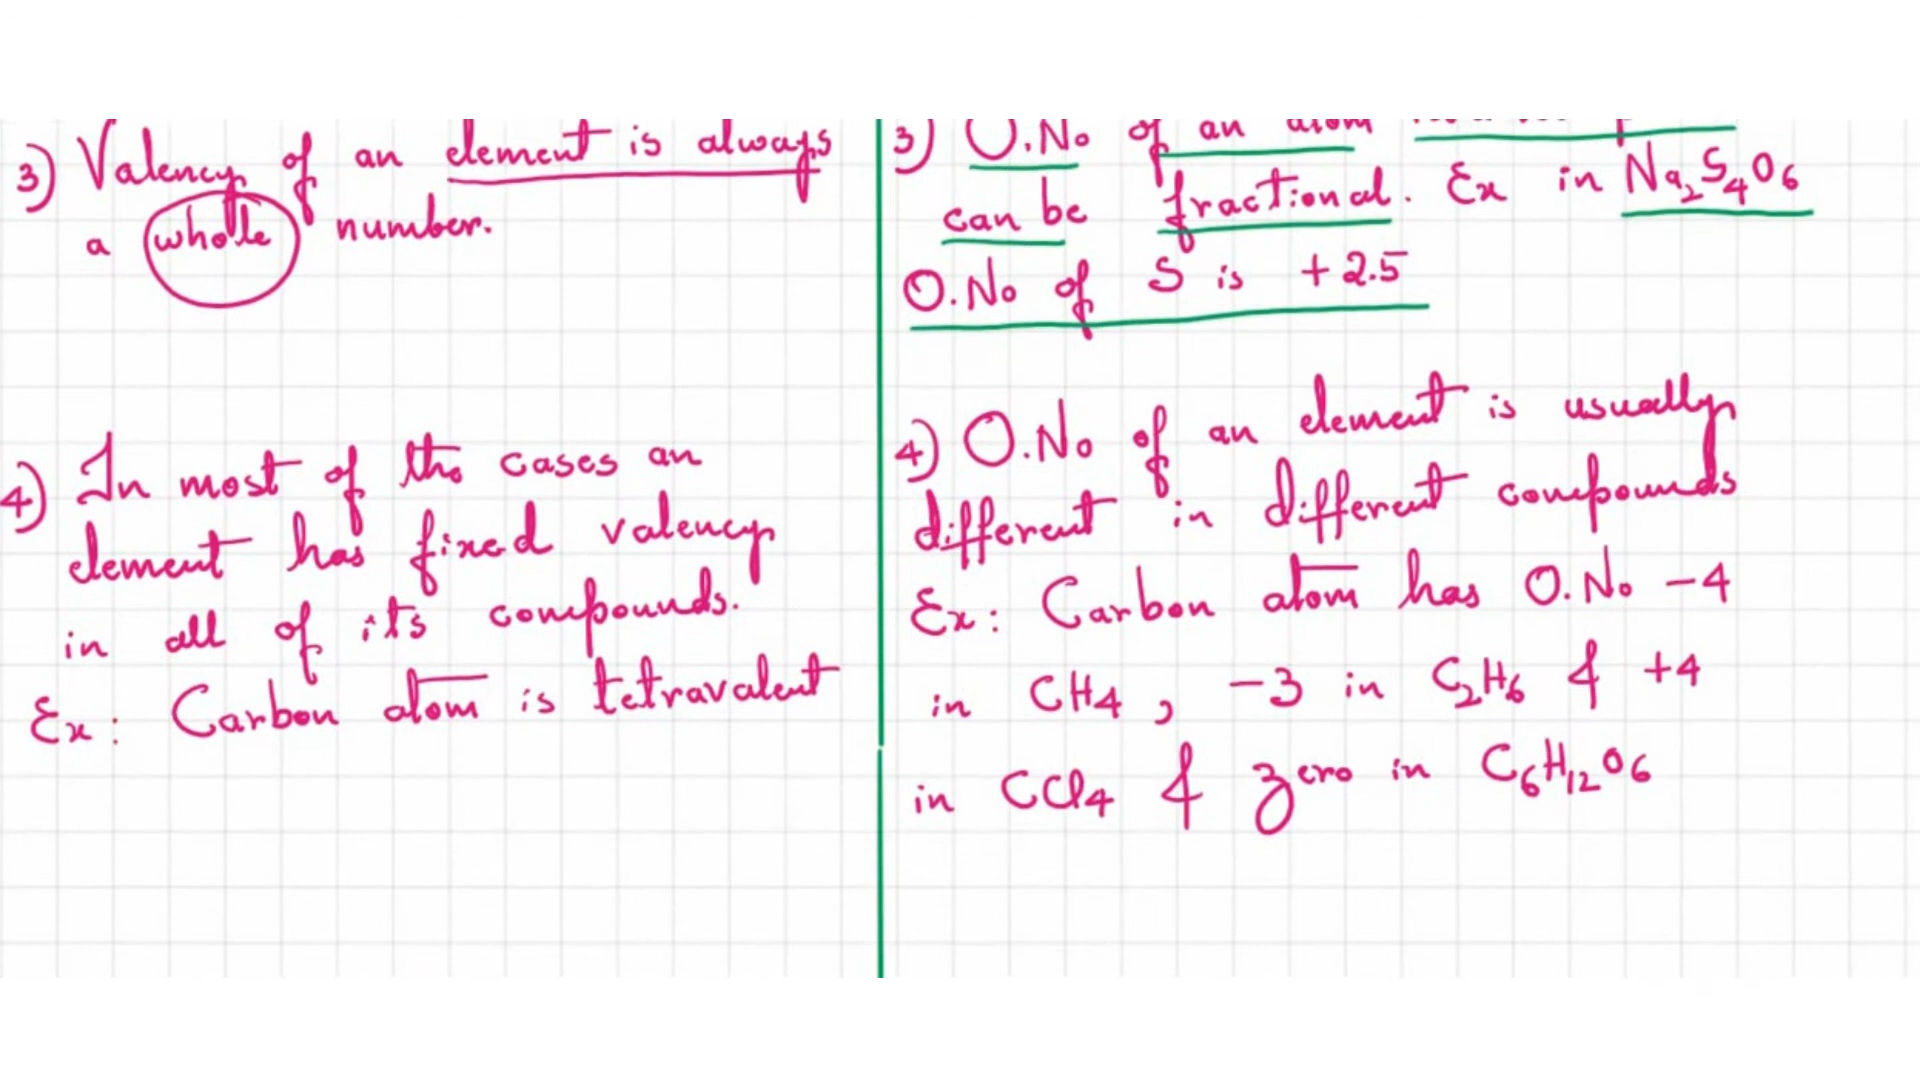 3) Valency of an element is always
a whole number.
4) In most of the cases an
element has fixed valency
in all of its compounds.
Ex: Carbon atom is tetravalent
3) O.No of an atom
can be fractional. Ex in Na₂S₄O₆
O.No of S is +2.5
4) O.No of an element is usually
different in different compounds
Ex: Carbon atom has O.No -4
in CH4, -3 in C₂H₆ & +4
in CCl4 & zero in C₆H₁₂O₆